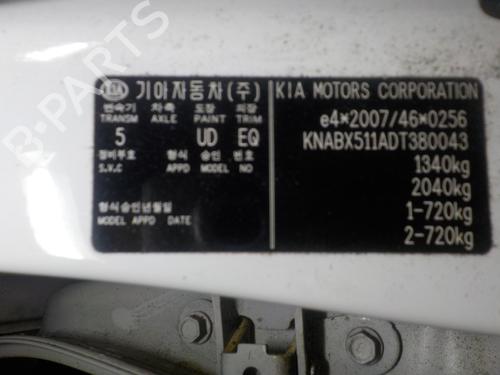 KIA 기아자동차(주)
변속기 차축 도장 의장
TRANSM AXLE PAINT TRIM
5 UD EQ
정비부호 형식 승인 번호
S.V.C APPD MODEL NO
형식승인년월일
MODEL APPD DATE
KIA MOTORS CORPORATION
e4*2007/46*0256
KNABX511ADT380043
1340kg
2040kg
1-720kg
2-720kg
B-PARTS